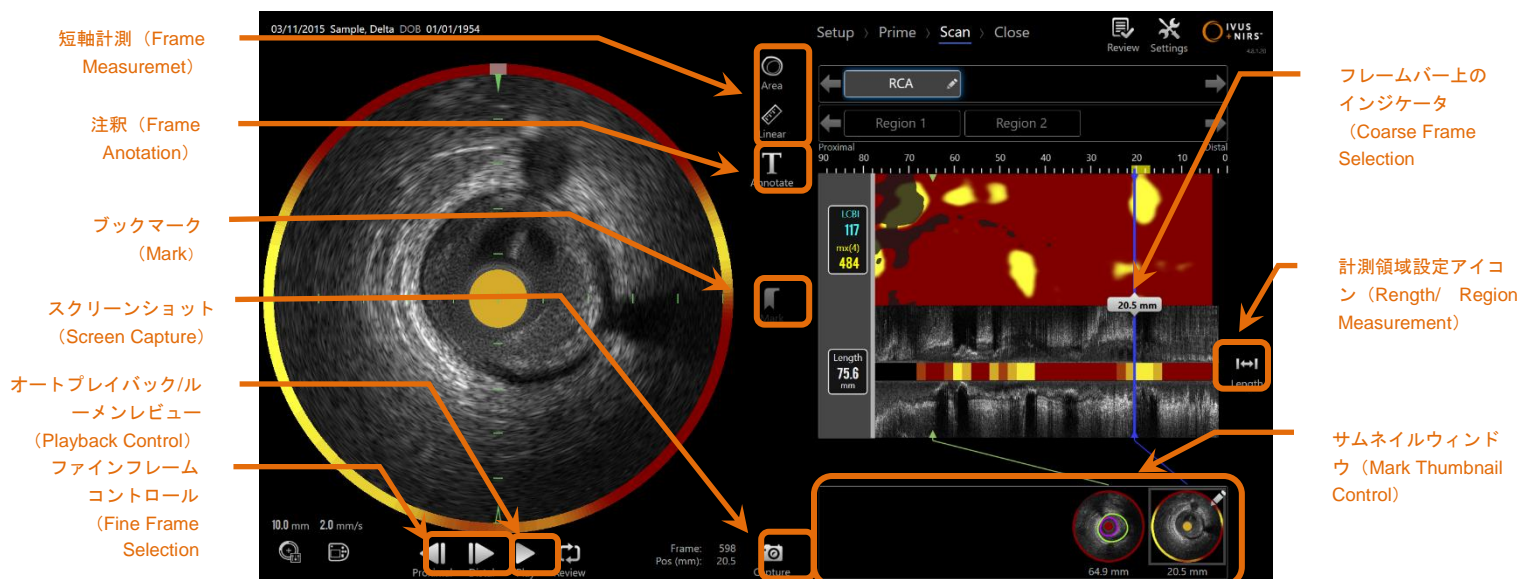 短軸計測（Frame
Measuremet）
注釈（Frame
Anotation）
ブックマーク
（Mark）
スクリーンショット
（Screen Capture）
オートプレイバック/ル
ーメンレビュー
（Playback Control）
ファインフレーム
コントロール
（Fine Frame
Selection
03/11/2015 Sample, Delta DOB 01/01/1954
Area
Linear
Annotate
Mark
10.0 mm 2.0 mm/s
Review
Frame: 598
Pos (mm): 20.5
Capture
Setup > Prime > Scan > Close
Review
Settings
IVUS
+NIRS
RCA
Region 1
Region 2
Proximal
Distal
90 80 70 60 50 40 30 20 10 0
LCBI
117
mx(4)
484
20.5 mm
Length
75.6
mm
Length
64.9 mm
20.5 mm
フレームバー上の
インジケータ
（Coarse Frame
Selection
計測領域設定アイコ
ン（Rength/ Region
Measurement）
サムネイルウィンド
ウ（Mark Thumbnail
Control）